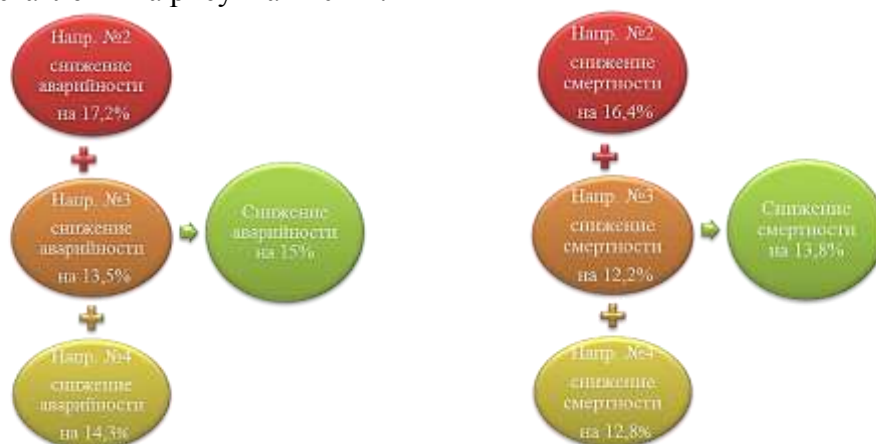 Напр. №2
снижение
аварийности
на 17,2%
Напр. №3
снижение
аварийности
на 13,5%
Напр. №4
снижение
аварийности
на 14,3%
Снижение
аварийности
на 15%
Напр. №2
снижение
смертности
на 16,4%
Напр. №3
снижение
смертности
на 12,2%
Напр. №4
снижение
смертности
на 12,8%
Снижение
смертности
на 13,8%